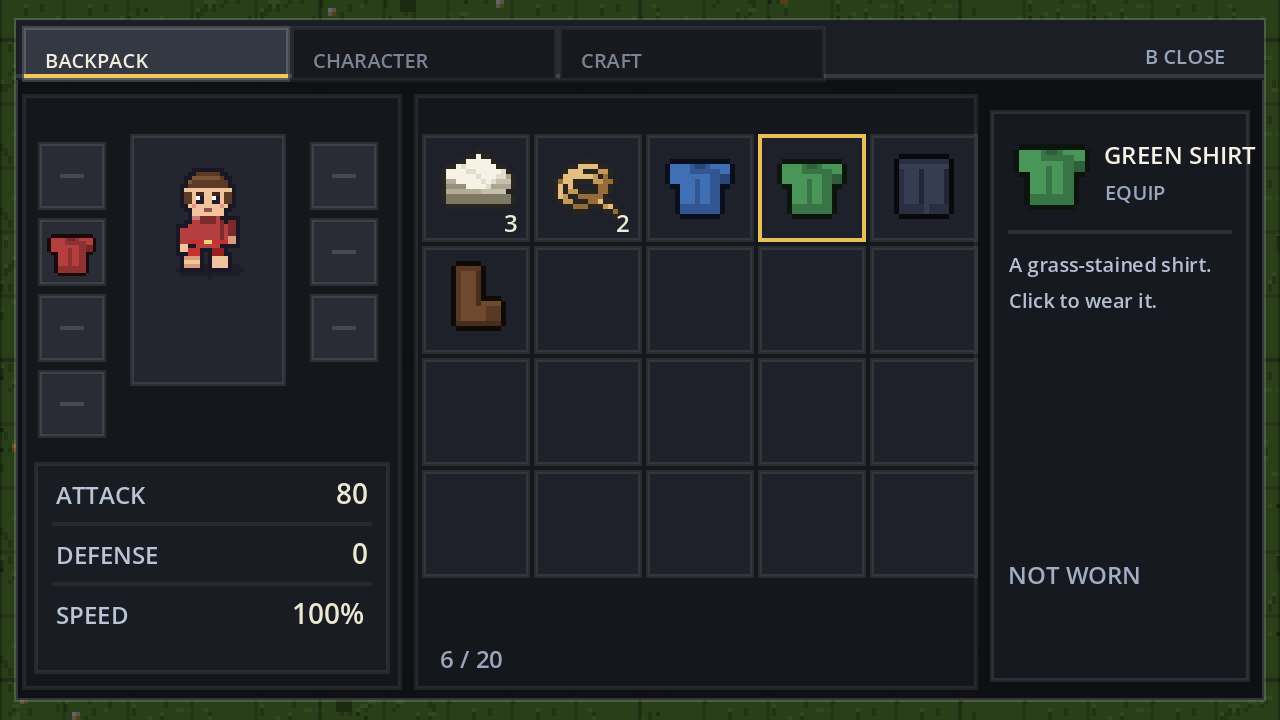 BACKPACK
CHARACTER
CRAFT
B CLOSE
3
2
GREEN SHIRT
EQUIP
A grass-stained shirt.
Click to wear it.
ATTACK 80
DEFENSE 0
SPEED 100%
NOT WORN
6 / 20